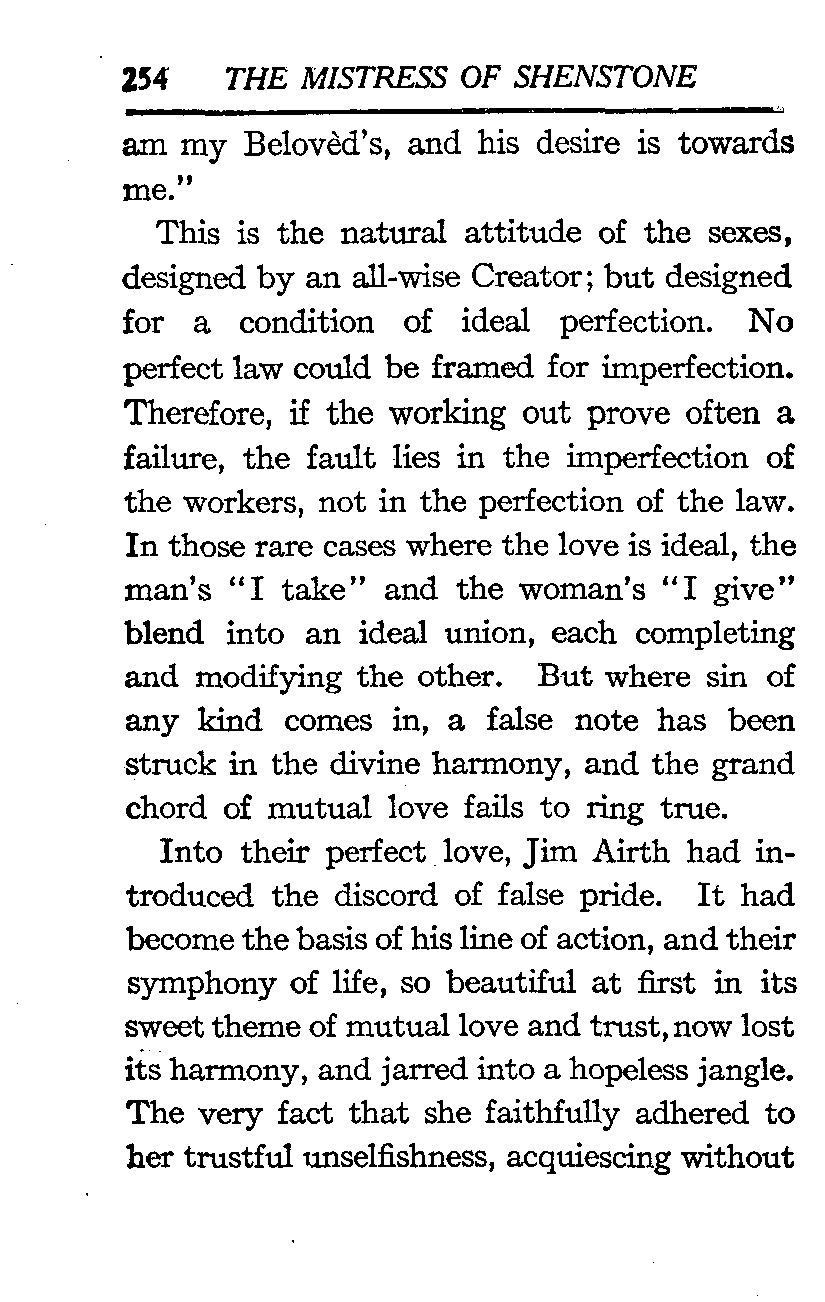 254 THE MISTRESS OF SHENSTONE
am my Belovèd's, and his desire is towards
me."
This is the natural attitude of the sexes,
designed by an all-wise Creator; but designed
for a condition of ideal perfection. No
perfect law could be framed for imperfection.
Therefore, if the working out prove often a
failure, the fault lies in the imperfection of
the workers, not in the perfection of the law.
In those rare cases where the love is ideal, the
man's "I take" and the woman's "I give"
blend into an ideal union, each completing
and modifying the other. But where sin of
any kind comes in, a false note has been
struck in the divine harmony, and the grand
chord of mutual love fails to ring true.
Into their perfect love, Jim Airth had in-
troduced the discord of false pride. It had
become the basis of his line of action, and their
symphony of life, so beautiful at first in its
sweet theme of mutual love and trust, now lost
its harmony, and jarred into a hopeless jangle.
The very fact that she faithfully adhered to
her trustful unselfishness, acquiescing without